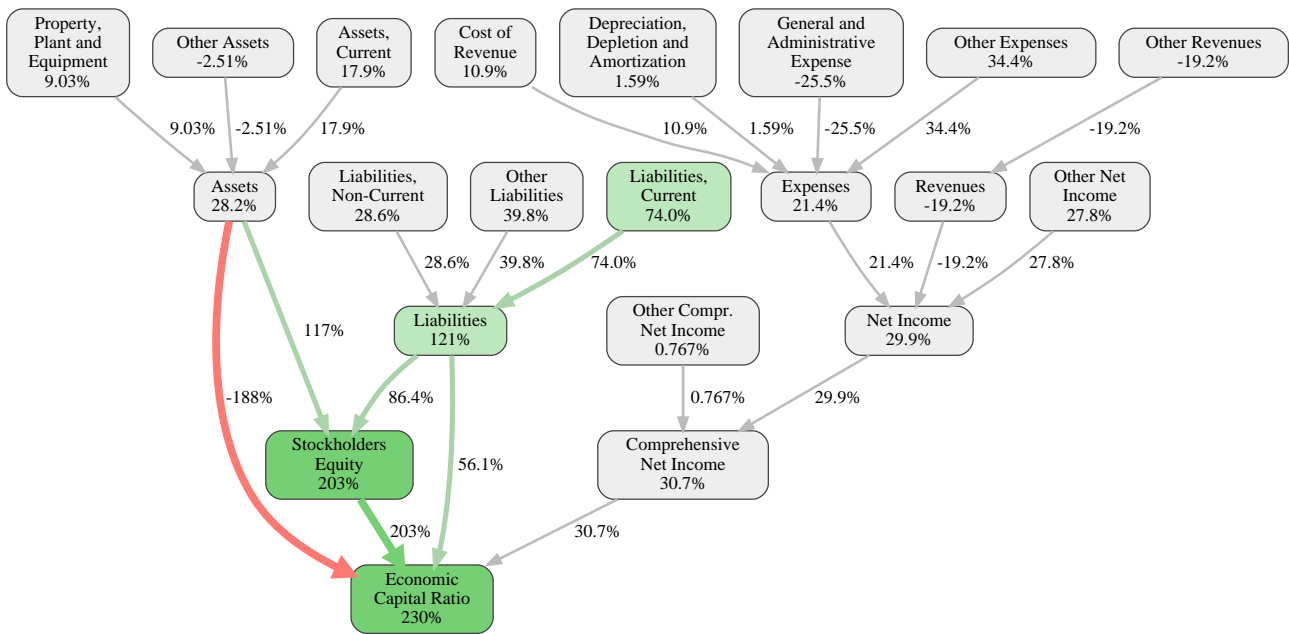 Property,
Plant and
Equipment
9.03%
Other Assets
-2.51%
Assets,
Current
17.9%
Cost of
Revenue
10.9%
Depreciation,
Depletion and
Amortization
1.59%
General and
Administrative
Expense
-25.5%
Other Expenses
34.4%
Other Revenues
-19.2%
9.03%
-2.51%
17.9%
10.9%
1.59%
-25.5%
34.4%
-19.2%
Assets
28.2%
Liabilities,
Non-Current
28.6%
Other
Liabilities
39.8%
Liabilities,
Current
74.0%
Expenses
21.4%
Revenues
-19.2%
Other Net
Income
27.8%
28.6%
39.8%
74.0%
21.4%
-19.2%
27.8%
117%
Liabilities
121%
Other Compr.
Net Income
0.767%
Net Income
29.9%
-188%
86.4%
0.767%
29.9%
Stockholders
Equity
203%
56.1%
Comprehensive
Net Income
30.7%
203%
30.7%
Economic
Capital Ratio
230%